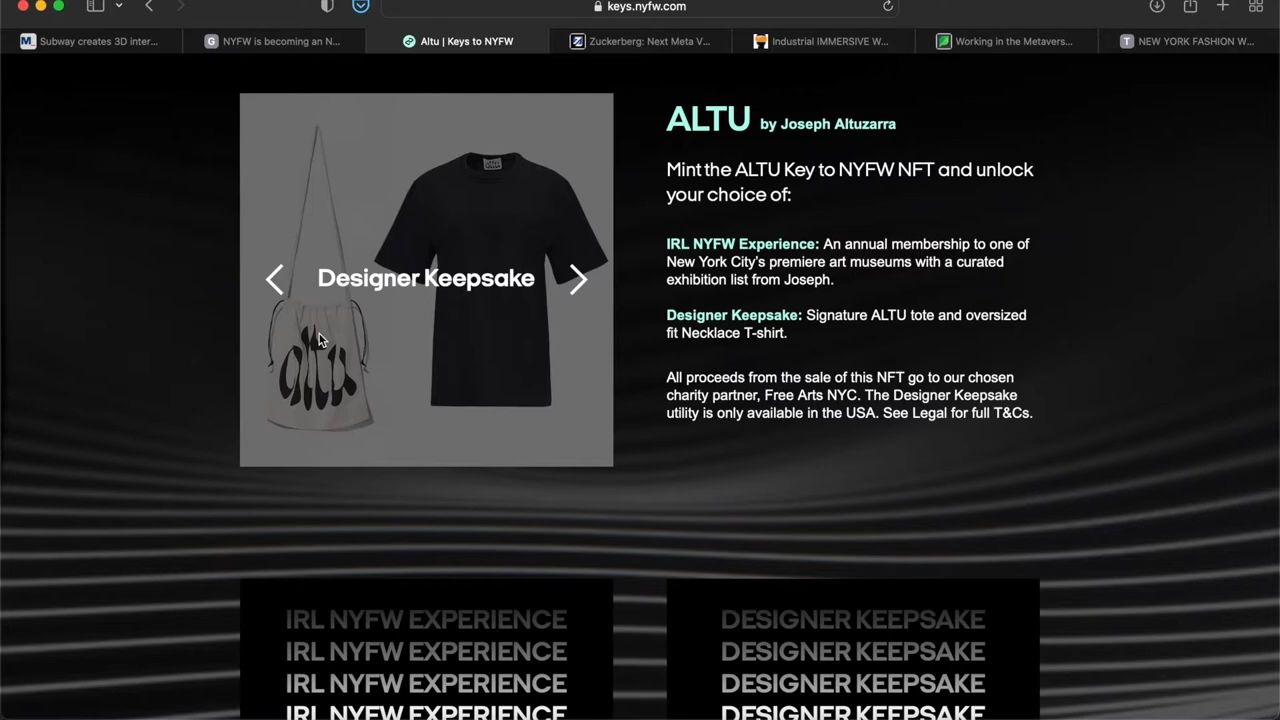 keys.nyfw.com
Subway creates 3D inter...
NYFW is becoming an N...
Altu | Keys to NYFW
Zuckerberg: Next Meta V...
Industrial IMMERSIVE W...
Working in the Metavers...
NEW YORK FASHION W...
Designer Keepsake
altu
ALTU by Joseph Altuzarra
Mint the ALTU Key to NYFW NFT and unlock
your choice of:
IRL NYFW Experience: An annual membership to one of
New York City's premiere art museums with a curated
exhibition list from Joseph.
Designer Keepsake: Signature ALTU tote and oversized
fit Necklace T-shirt.
All proceeds from the sale of this NFT go to our chosen
charity partner, Free Arts NYC. The Designer Keepsake
utility is only available in the USA. See Legal for full T&Cs.
IRL NYFW EXPERIENCE
IRL NYFW EXPERIENCE
IRL NYFW EXPERIENCE
IRL NYFW EXPERIENCE
DESIGNER KEEPSAKE
DESIGNER KEEPSAKE
DESIGNER KEEPSAKE
DESIGNER KEEPSAKE